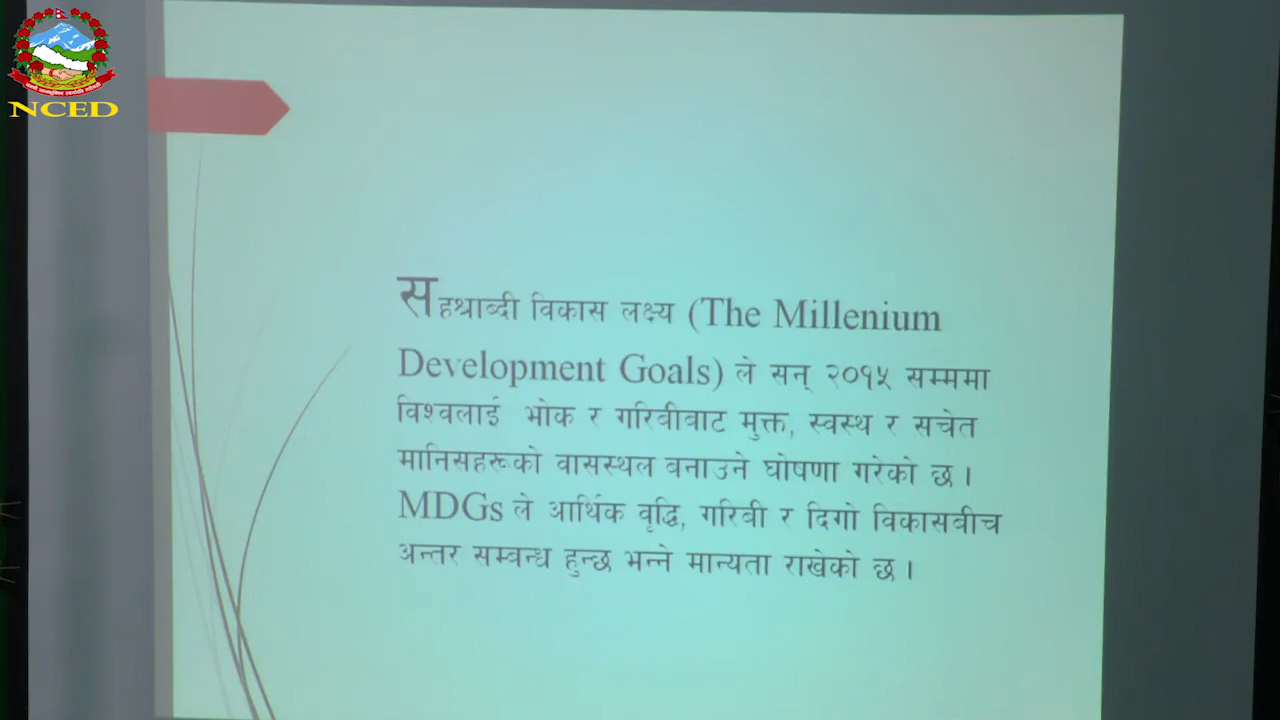 NCED
सहश्राब्दी विकास लक्ष्य (The Millenium
Development Goals) ले सन् २०१५ सम्ममा
विश्वलाई भोक र गरिबीबाट मुक्त, स्वस्थ र सचेत
मानिसहरूको वासस्थल बनाउने घोषणा गरेको छ।
MDGs ले आर्थिक वृद्धि, गरिबी र दिगो विकासबीच
अन्तर सम्बन्ध हुन्छ भन्ने मान्यता राखेको छ।